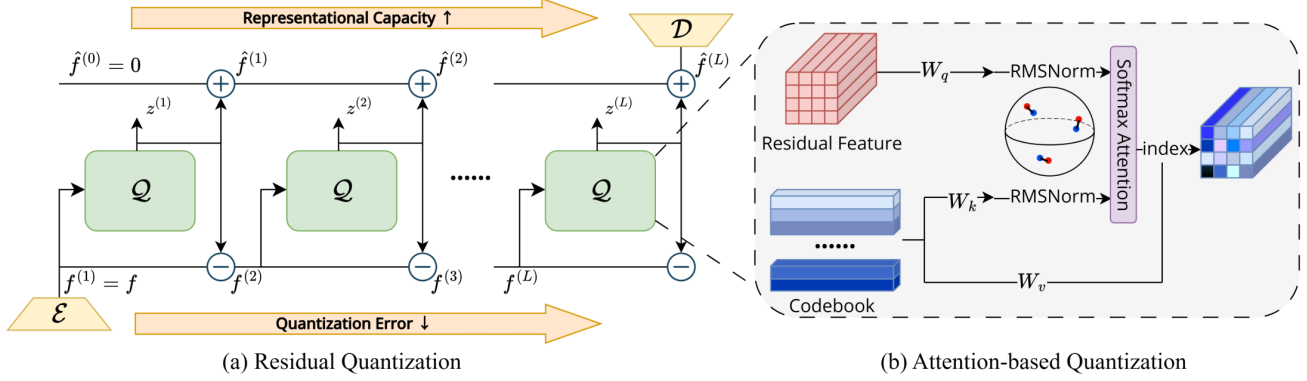 Representational Capacity ↑
𝒟
f̂^(0) = 0
f̂^(1)
f̂^(2)
f̂^(L)
z^(1)
z^(2)
z^(L)
𝒬
𝒬
......
𝒬
f^(1) = f
f^(2)
f^(3)
f^(L)
ℰ
Quantization Error ↓
(a) Residual Quantization
W_q
RMSNorm
Residual Feature
Softmax Attention
index
W_k
RMSNorm
......
W_v
Codebook
(b) Attention-based Quantization